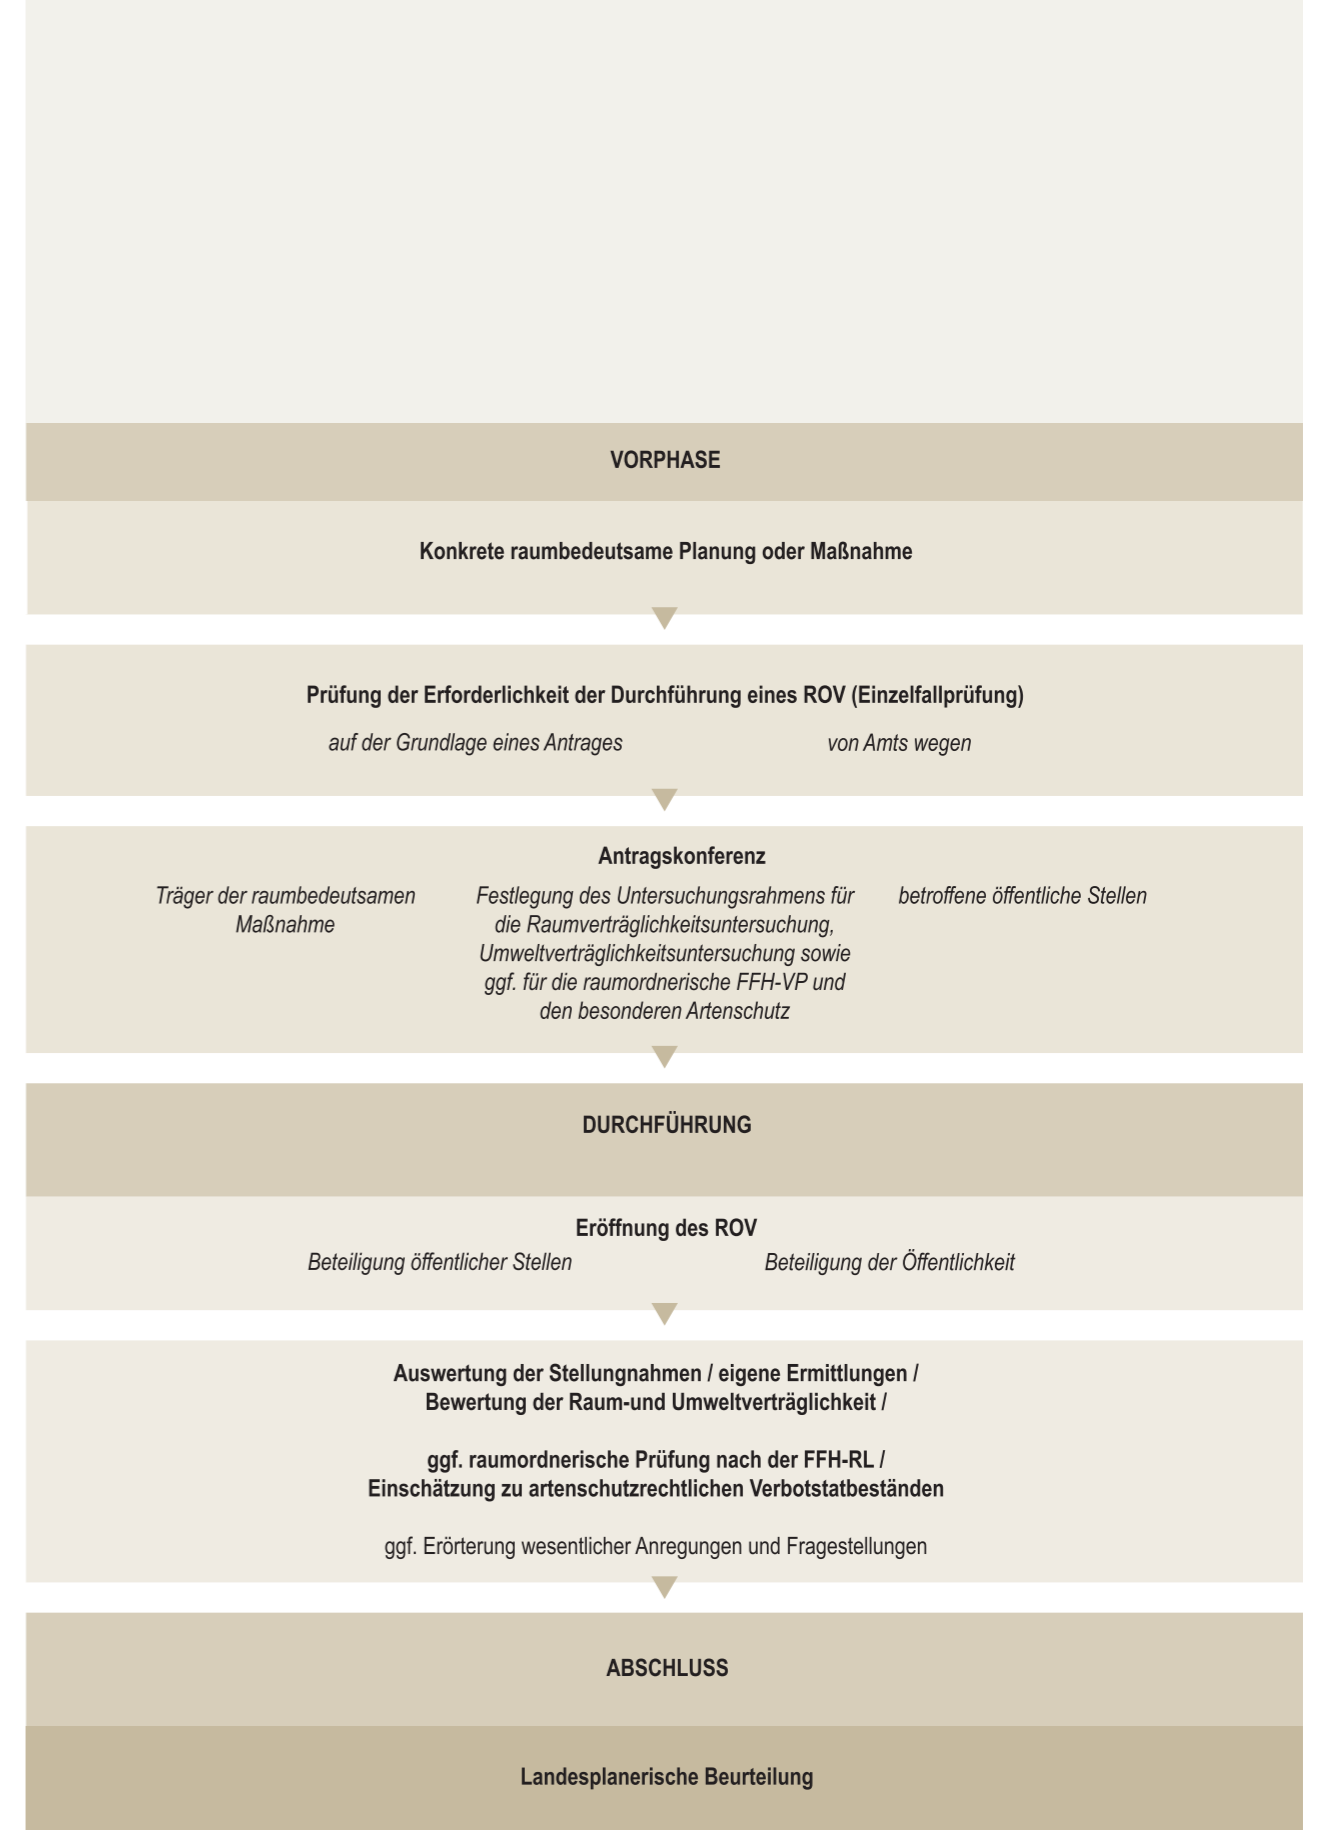 VORPHASE
Konkrete raumbedeutsame Planung oder Maßnahme
Prüfung der Erforderlichkeit der Durchführung eines ROV (Einzelfallprüfung)
auf der Grundlage eines Antrages
von Amts wegen
Antragskonferenz
Träger der raumbedeutsamen
Maßnahme
Festlegung des Untersuchungsrahmens für
die Raumverträglichkeitsuntersuchung,
Umweltverträglichkeitsuntersuchung sowie
ggf. für die raumordnerische FFH-VP und
den besonderen Artenschutz
betroffene öffentliche Stellen
DURCHFÜHRUNG
Eröffnung des ROV
Beteiligung öffentlicher Stellen
Beteiligung der Öffentlichkeit
Auswertung der Stellungnahmen / eigene Ermittlungen /
Bewertung der Raum-und Umweltverträglichkeit /
ggf. raumordnerische Prüfung nach der FFH-RL /
Einschätzung zu artenschutzrechtlichen Verbotstatbeständen
ggf. Erörterung wesentlicher Anregungen und Fragestellungen
ABSCHLUSS
Landesplanerische Beurteilung